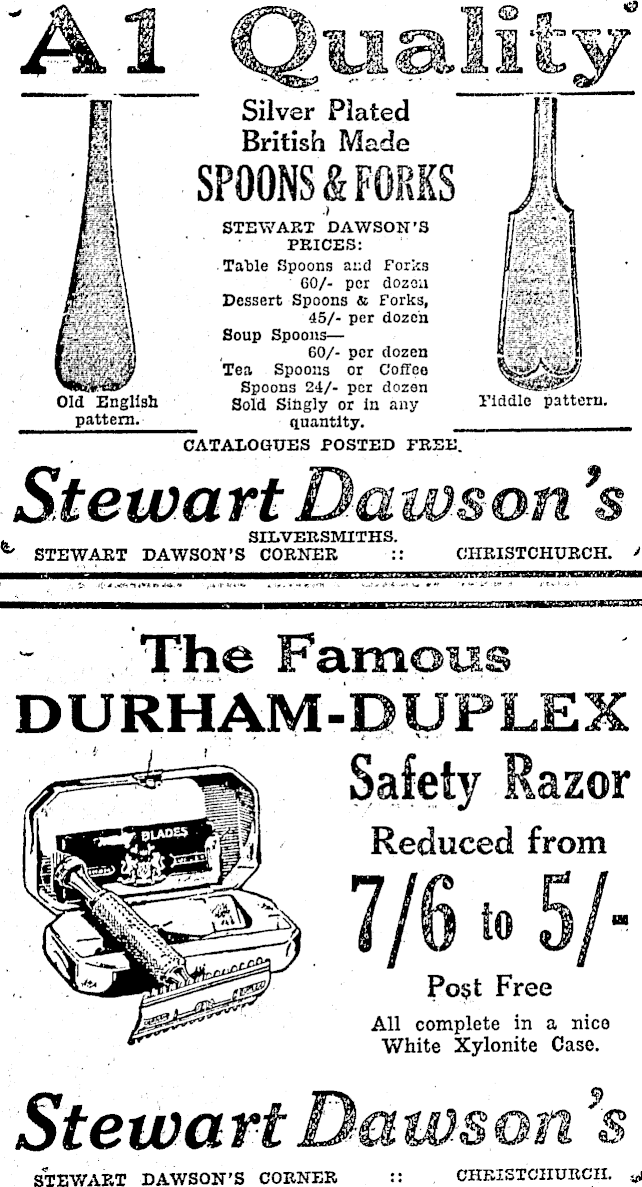 A1 Quality
Silver Plated
British Made
SPOONS & FORKS
STEWART DAWSON'S
PRICES:
Table Spoons and Forks
60/- per dozen
Dessert Spoons & Forks,
45/- per dozen
Soup Spoons—
60/- per dozen
Tea Spoons or Coffee
Spoons 24/- per dozen
Sold Singly or in any
quantity.
Old English
pattern.
Fiddle pattern.
CATALOGUES POSTED FREE.
Stewart Dawson's
SILVERSMITHS.
STEWART DAWSON'S CORNER :: CHRISTCHURCH.
The Famous
DURHAM-DUPLEX
Safety Razor
BLADES
Reduced from
7/6 to 5/-
Post Free
All complete in a nice
White Xylonite Case.
Stewart Dawson's
STEWART DAWSON'S CORNER :: CHRISTCHURCH.